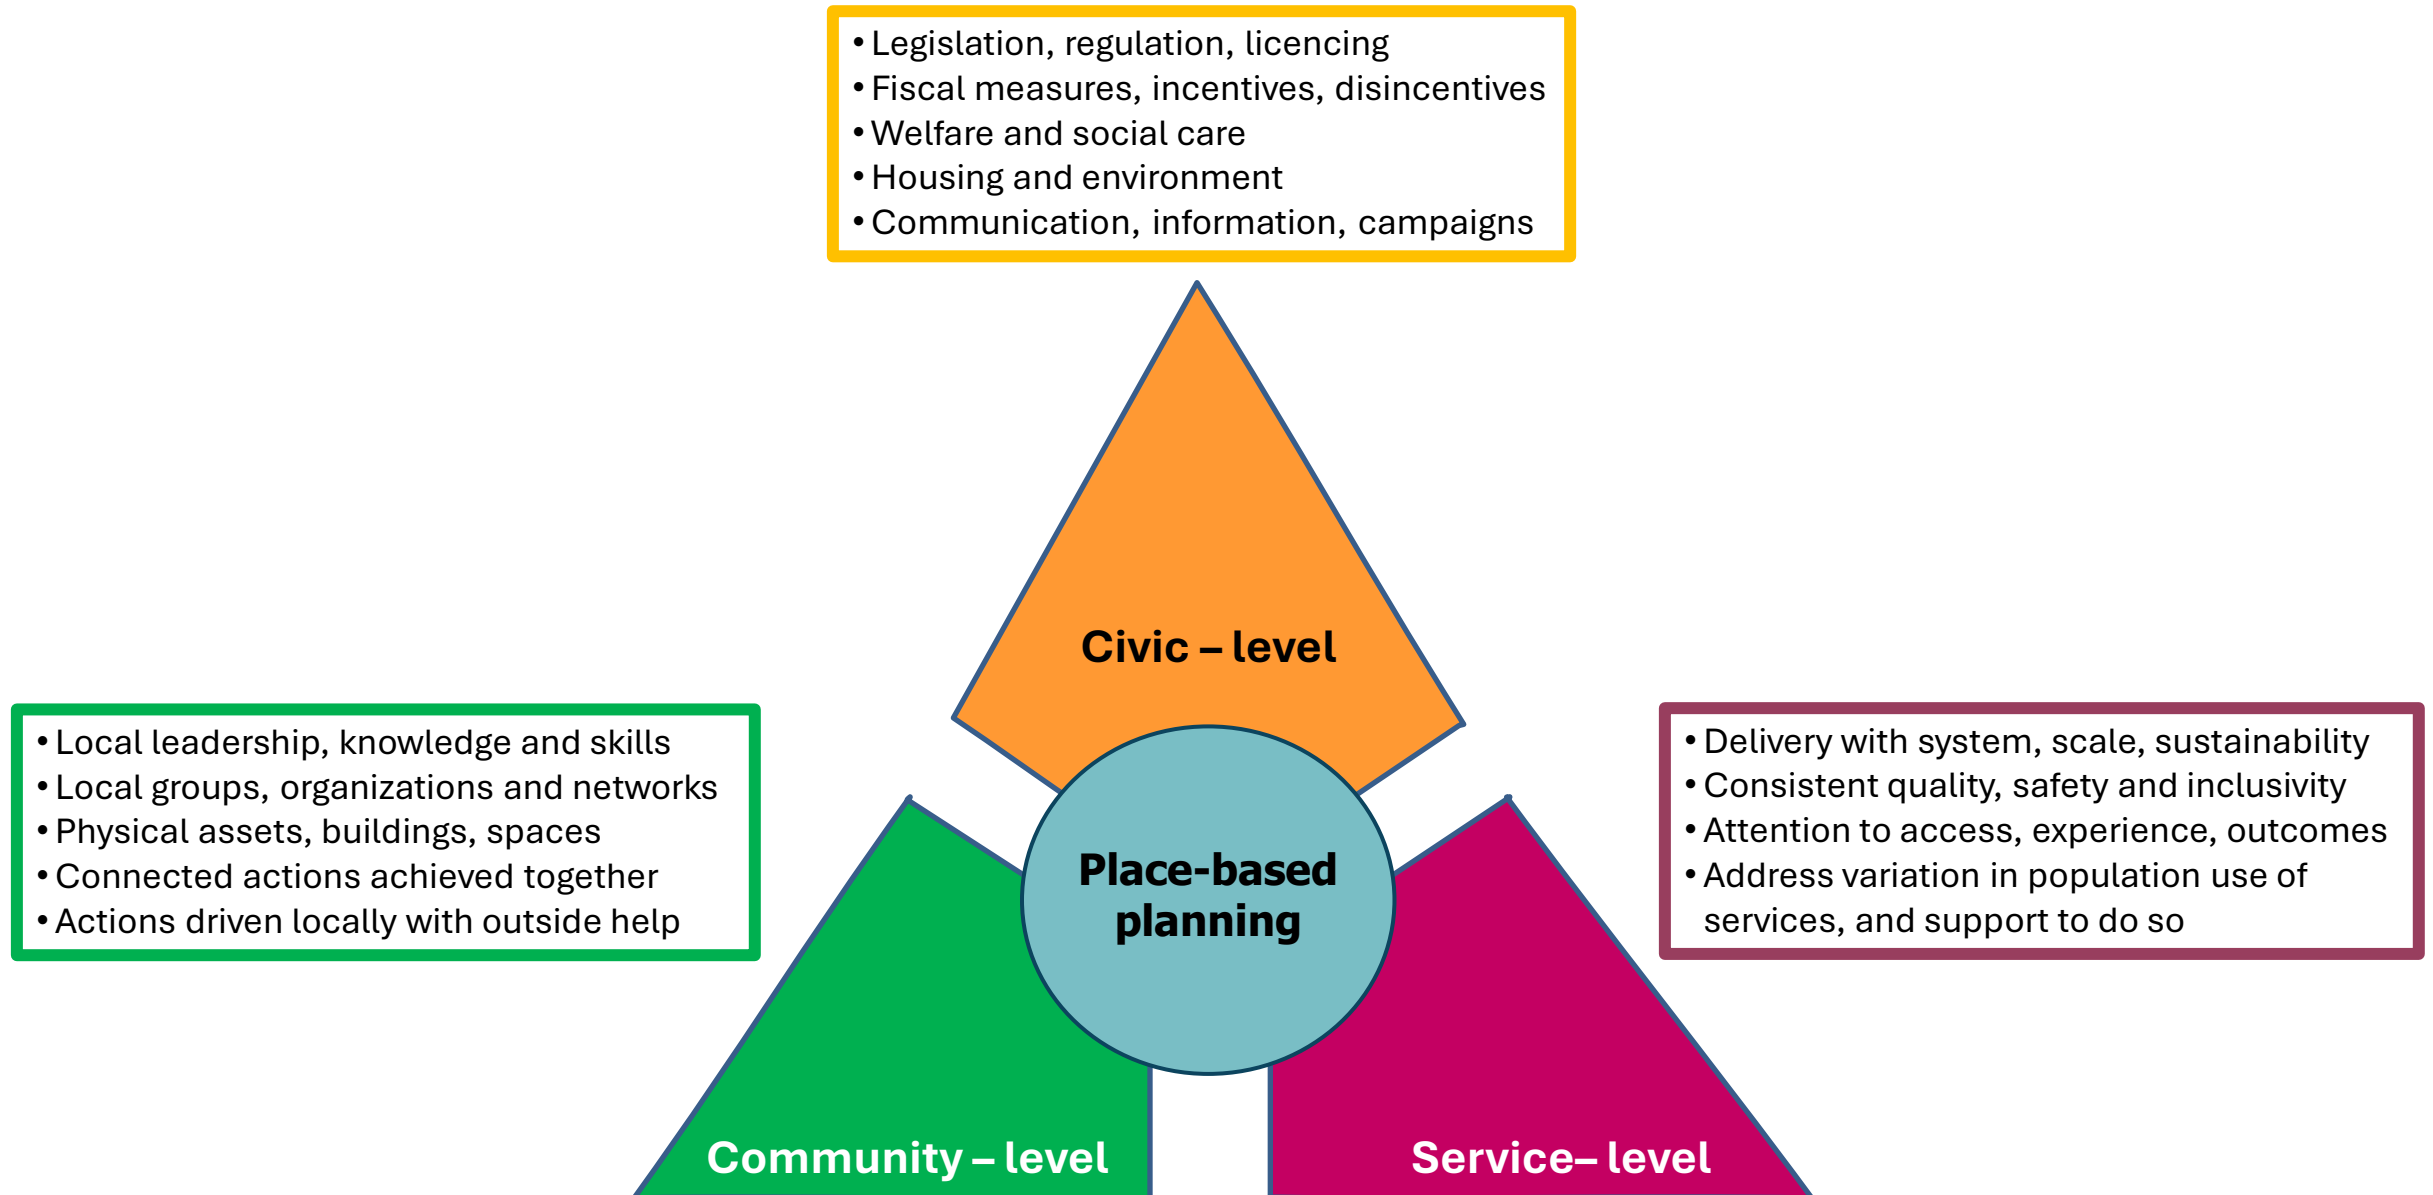 • Legislation, regulation, licencing
• Fiscal measures, incentives, disincentives
• Welfare and social care
• Housing and environment
• Communication, information, campaigns
Civic – level
• Local leadership, knowledge and skills
• Local groups, organizations and networks
• Physical assets, buildings, spaces
• Connected actions achieved together
• Actions driven locally with outside help
Place-based
planning
• Delivery with system, scale, sustainability
• Consistent quality, safety and inclusivity
• Attention to access, experience, outcomes
• Address variation in population use of
services, and support to do so
Community – level
Service– level